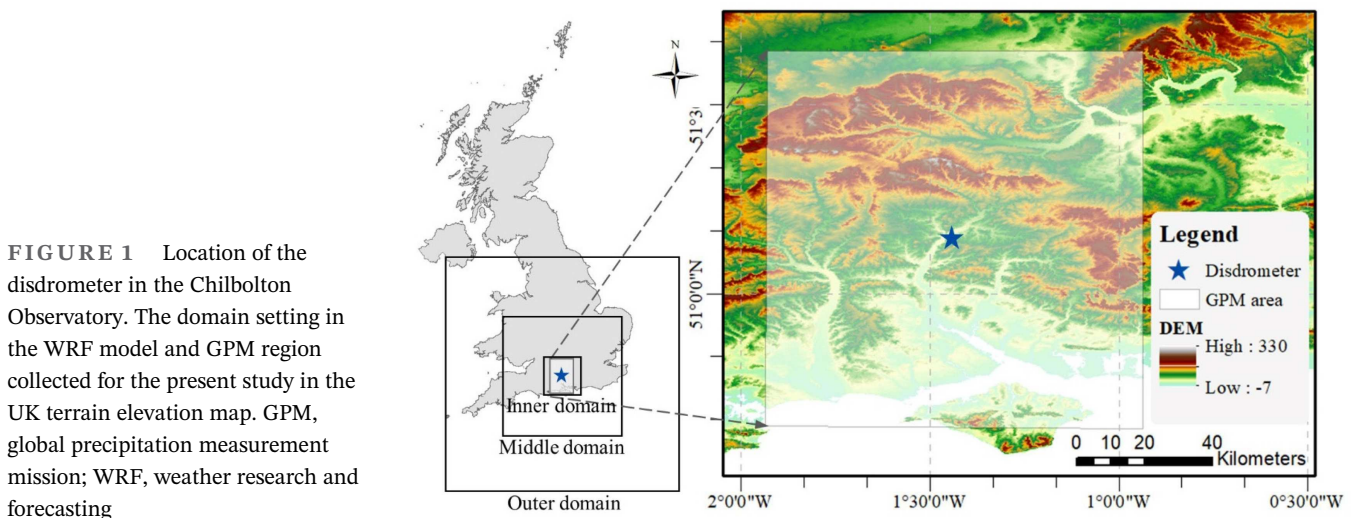 FIGURE 1 Location of the
disdrometer in the Chilbolton
Observatory. The domain setting in
the WRF model and GPM region
collected for the present study in the
UK terrain elevation map. GPM,
global precipitation measurement
mission; WRF, weather research and
forecasting
N
Inner domain
Middle domain
Outer domain
51°3
51°0'0"N
Legend
Disdrometer
GPM area
DEM
High : 330
Low : -7
0 10 20 40
Kilometers
2°0'0"W 1°30'0"W 1°0'0"W 0°30'0"W